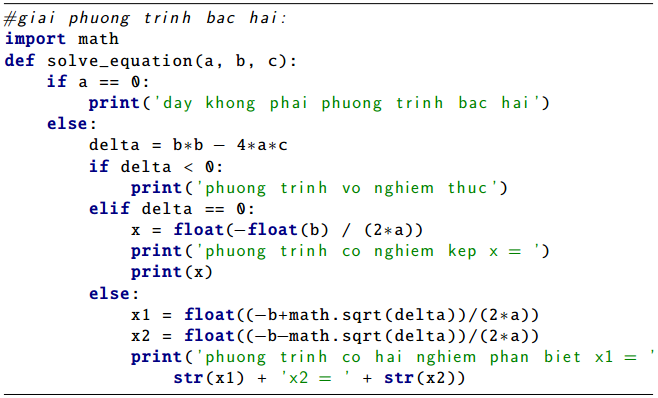 #giai phuong trinh bac hai:
import math
def solve_equation(a, b, c):
    if a == 0:
        print('day khong phai phuong trinh bac hai')
    else:
        delta = b*b − 4*a*c
        if delta < 0:
            print('phuong trinh vo nghiem thuc')
        elif delta == 0:
            x = float(−float(b) / (2*a))
            print('phuong trinh co nghiem kep x = ')
            print(x)
        else:
            x1 = float((−b+math.sqrt(delta))/(2*a))
            x2 = float((−b−math.sqrt(delta))/(2*a))
            print('phuong trinh co hai nghiem phan biet x1 = '
                str(x1) + 'x2 = ' + str(x2))